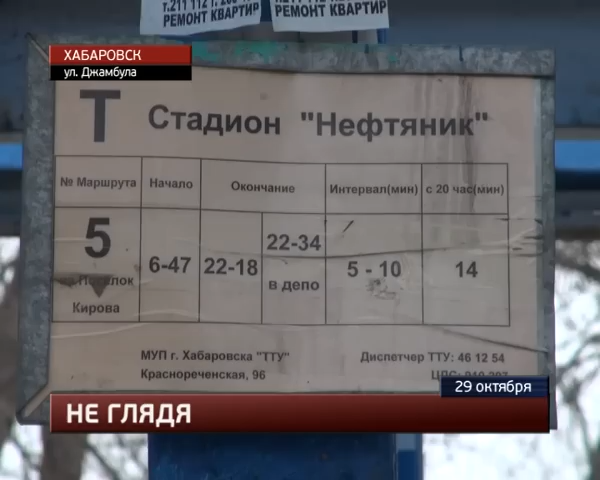 РЕМОНТ КВАРТИР
РЕМОНТ КВАРТИР
ХАБАРОВСК
ул. Джамбула
Т Стадион "Нефтяник"
№ Маршрута Начало Окончание Интервал(мин) с 20 час(мин)
5 6-47 22-18 22-34 5 - 10 14
в депо
Кирова
МУП г. Хабаровска "ТТУ" Диспетчер ТТУ: 46 12 54
Краснореченская, 96
29 октября
НЕ ГЛЯДЯ